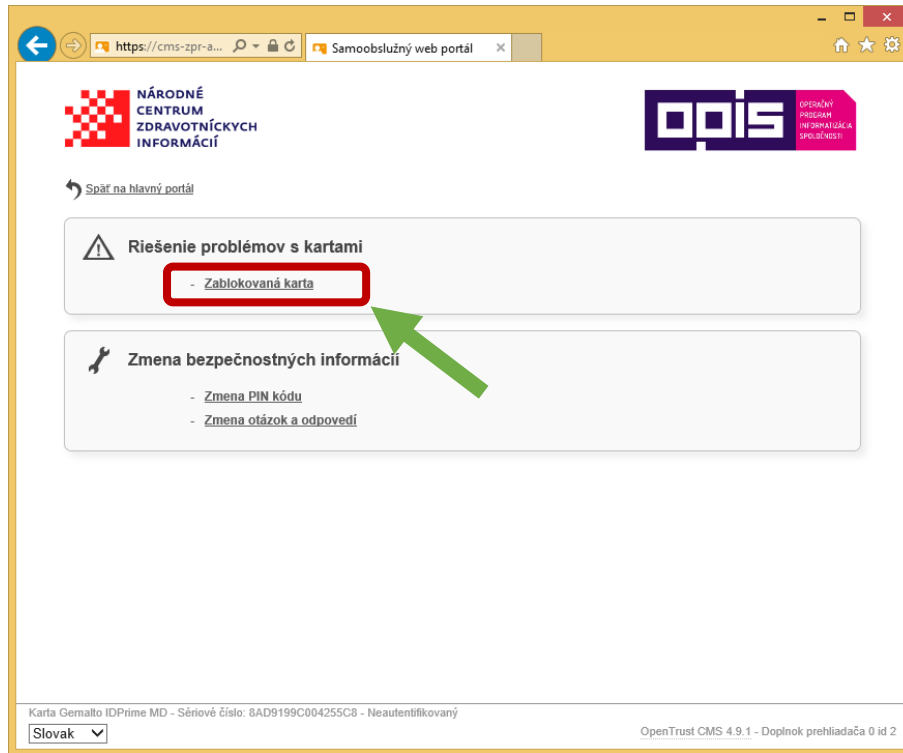 https://cms-zpr-a...
Samoobslužný web portál
NÁRODNÉ
CENTRUM
ZDRAVOTNÍCKYCH
INFORMÁCIÍ
opis
OPERAČNÝ
PROGRAM
INFORMATIZÁCIA
SPOLOČNOSTI
Späť na hlavný portál
Riešenie problémov s kartami
- Zablokovaná karta
Zmena bezpečnostných informácií
- Zmena PIN kódu
- Zmena otázok a odpovedí
Karta Gemalto IDPrime MD - Sériové číslo: 8AD9199C004255C8 - Neautentifikovaný
Slovak
OpenTrust CMS 4.9.1 - Doplnok prehliadača 0 id 2